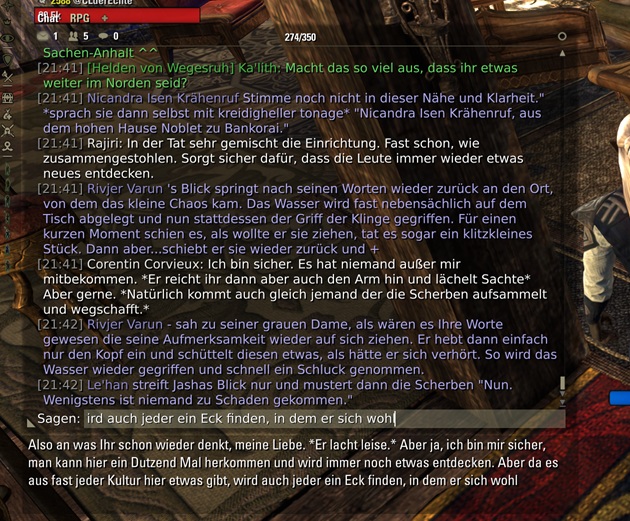 Chat RPG +
1 5 0 274/350
Sachen-Anhalt ^^
[21:41] [Helden von Wegesruh] Ka'lith: Macht das so viel aus, dass ihr etwas
weiter im Norden seid?
[21:41] Nicandra Isen Krähenruf Stimme noch nicht in dieser Nähe und Klarheit."
*sprach sie dann selbst mit kreidigheller tonage* "Nicandra Isen Krähenruf, aus
dem hohen Hause Noblet zu Bankorai."
[21:41] Rajiri: In der Tat sehr gemischt die Einrichtung. Fast schon, wie
zusammengestohlen. Sorgt sicher dafür, dass die Leute immer wieder etwas
neues entdecken.
[21:41] Rivjer Varun 's Blick springt nach seinen Worten wieder zurück an den Ort,
von dem das kleine Chaos kam. Das Wasser wird fast nebensächlich auf dem
Tisch abgelegt und nun stattdessen der Griff der Klinge gegriffen. Für einen
kurzen Moment schien es, als wollte er sie ziehen, tat es sogar ein klitzkleines
Stück. Dann aber...schiebt er sie wieder zurück und +
[21:41] Corentin Corvieux: Ich bin sicher. Es hat niemand außer mir
mitbekommen. *Er reicht ihr dann aber auch den Arm hin und lächelt Sachte*
Aber gerne. *Natürlich kommt auch gleich jemand der die Scherben aufsammelt
und wegschafft.*
[21:42] Rivjer Varun - sah zu seiner grauen Dame, als wären es Ihre Worte
gewesen die seine Aufmerksamkeit wieder auf sich ziehen. Er hebt dann einfach
nur den Kopf ein und schüttelt diesen etwas, als hätte er sich verhört. So wird das
Wasser wieder gegriffen und schnell ein Schluck genommen.
[21:42] Le'han streift Jashas Blick nur und mustert dann die Scherben "Nun.
Wenigstens ist niemand zu Schaden gekommen."
Sagen: ird auch jeder ein Eck finden, in dem er sich wohl
Also an was Ihr schon wieder denkt, meine Liebe. *Er lacht leise.* Aber ja, ich bin mir sicher,
man kann hier ein Dutzend Mal herkommen und wird immer noch etwas entdecken. Aber da es
aus fast jeder Kultur hier etwas gibt, wird auch jeder ein Eck finden, in dem er sich wohl